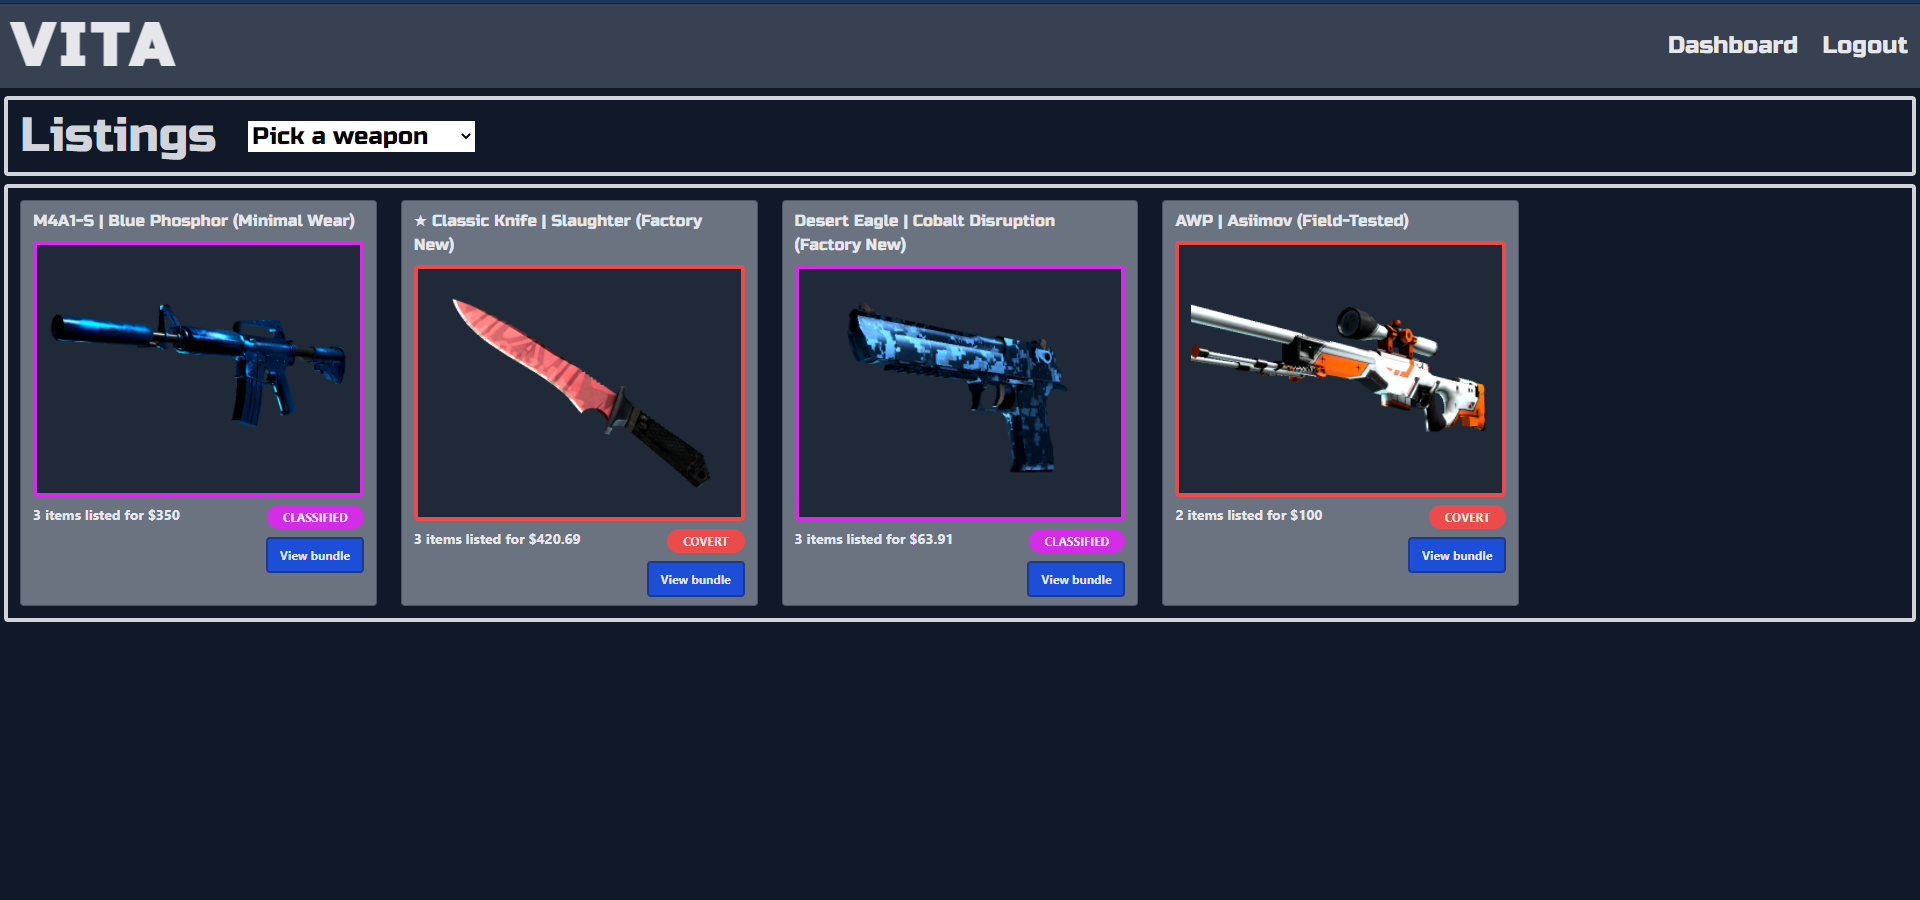 VITA
Dashboard
Logout
Listings
Pick a weapon
M4A1-S | Blue Phosphor (Minimal Wear)
3 items listed for $350
CLASSIFIED
View bundle
★ Classic Knife | Slaughter (Factory
New)
3 items listed for $420.69
COVERT
View bundle
Desert Eagle | Cobalt Disruption
(Factory New)
3 items listed for $63.91
CLASSIFIED
View bundle
AWP | Asiimov (Field-Tested)
2 items listed for $100
COVERT
View bundle